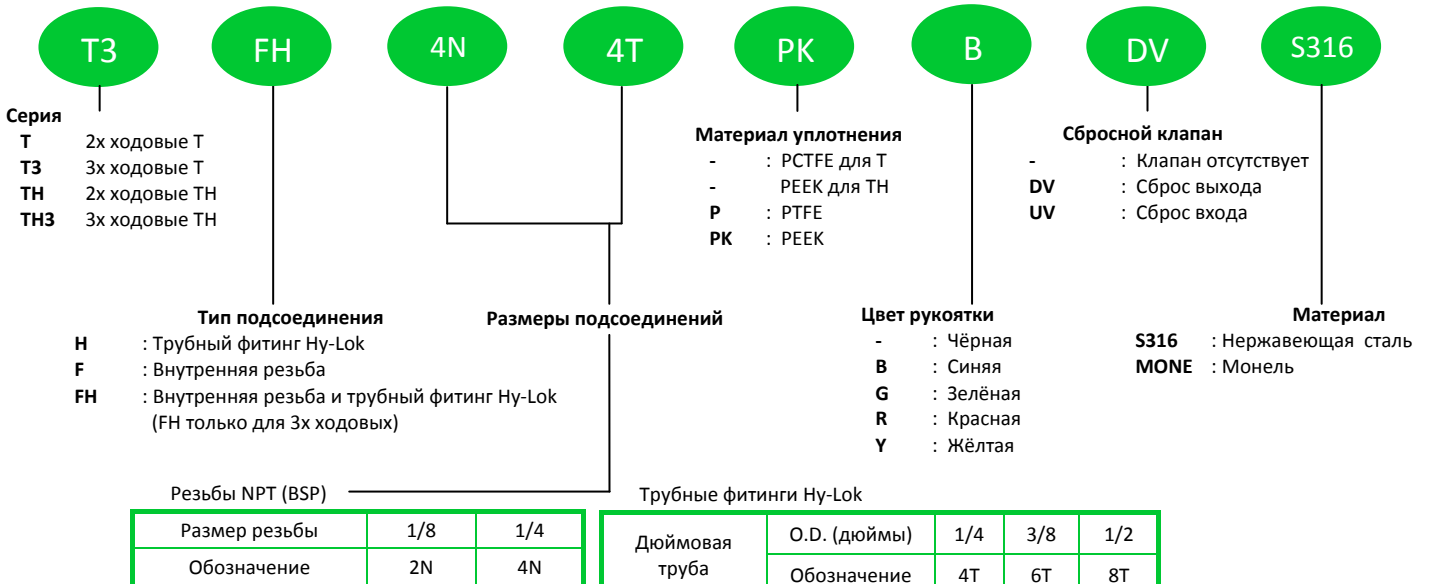 T3 FH 4N 4T PK B DV S316
Серия
T 2х ходовые T
T3 3х ходовые T
TH 2х ходовые TH
TH3 3х ходовые TH
Материал уплотнения
- : PCTFE для T
- PEEK для TH
P : PTFE
PK : PEEK
Сбросной клапан
- : Клапан отсутствует
DV : Сброс выхода
UV : Сброс входа
Тип подсоединения
H : Трубный фитинг Hy-Lok
F : Внутренняя резьба
FH : Внутренняя резьба и трубный фитинг Hy-Lok
(FH только для 3х ходовых)
Размеры подсоединений
Цвет рукоятки
- : Чёрная
B : Синяя
G : Зелёная
R : Красная
Y : Жёлтая
Материал
S316 : Нержавеющая сталь
MONE : Монель
Резьбы NPT (BSP)
Размер резьбы 1/8 1/4
Обозначение 2N 4N
Трубные фитинги Hy-Lok
Дюймовая труба
O.D. (дюймы) 1/4 3/8 1/2
Обозначение 4T 6T 8T